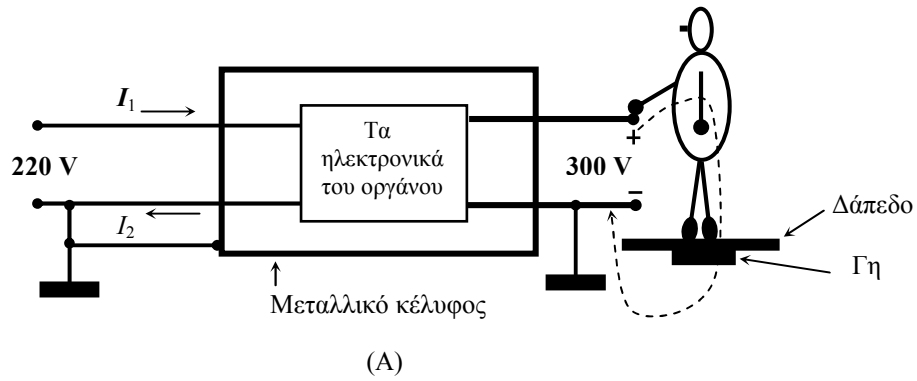 I₁
220 V
I₂
Τα
ηλεκτρονικά
του οργάνου
300 V
+
−
Δάπεδο
Γη
Μεταλλικό κέλυφος
(Α)